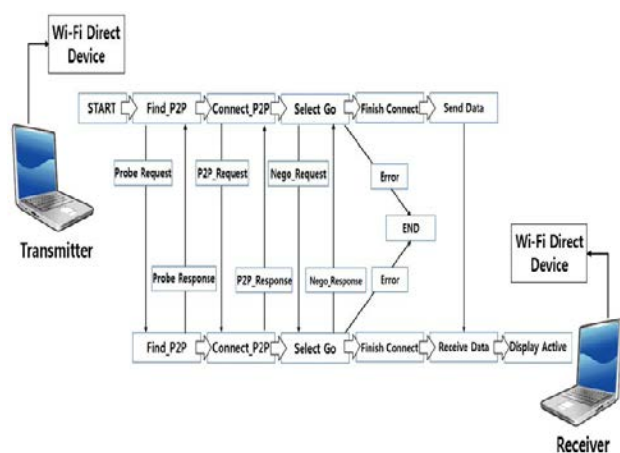 Wi-Fi Direct
Device
START
Find_P2P
Connect_P2P
Select Go
Finish Connect
Send Data
Probe Request
P2P_Request
Nego_Request
Error
Transmitter
END
Wi-Fi Direct
Device
Probe Response
P2P_Response
Nego_Response
Error
Find_P2P
Connect_P2P
Select Go
Finish Connect
Receive Data
Display Active
Receiver